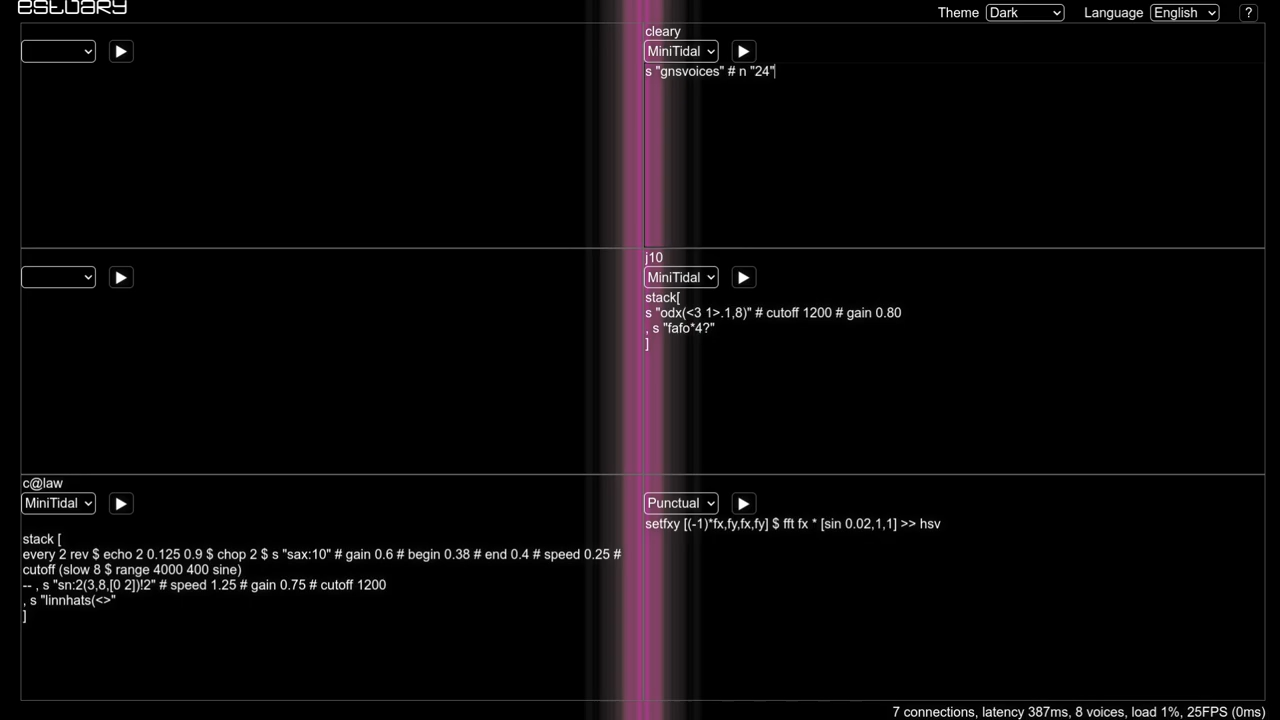 estuary
Theme Dark Language English ?
cleary
MiniTidal
s "gnsvoices" # n "24"
j10
MiniTidal
stack[
s "odx(<3 1>.1,8)" # cutoff 1200 # gain 0.80
, s "fafo*4?"
]
c@law
MiniTidal
stack [
every 2 rev $ echo 2 0.125 0.9 $ chop 2 $ s "sax:10" # gain 0.6 # begin 0.38 # end 0.4 # speed 0.25 #
cutoff (slow 8 $ range 4000 400 sine)
-- , s "sn:2(3,8,[0 2])!2" # speed 1.25 # gain 0.75 # cutoff 1200
, s "linnhats(<>"
]
Punctual
setfxy [(-1)*fx,fy,fx,fy] $ fft fx * [sin 0.02,1,1] >> hsv
7 connections, latency 387ms, 8 voices, load 1%, 25FPS (0ms)